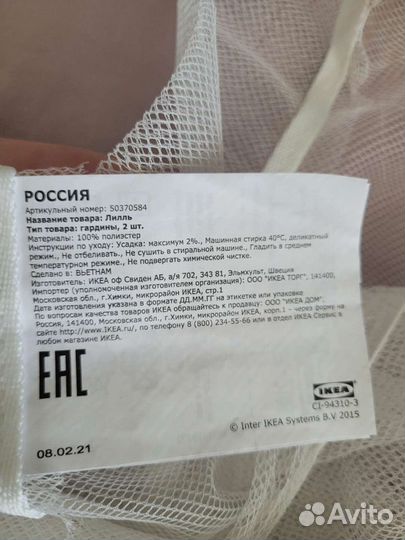 РОССИЯ
Артикульный номер: 50370584
Название товара: Лилль
Тип товара: гардины, 2 шт.
Материалы: 100% полиэстер
Инструкции по уходу: Усадка: максимум 2%., Машинная стирка 40°С, деликатный
режим., Не отбеливать., Не сушить в стиральной машине., Гладить в среднем
температурном режиме., Не подвергать химической чистке.
Сделано в: ВЬЕТНАМ
Изготовитель: ИКЕА оф Свиден АБ, а/я 702, 343 81, Эльмхульт, Швеция
Импортер (уполномоченная изготовителем организация): ООО "ИКЕА ТОРГ", 141400,
Московская обл., г.Химки, микрорайон ИКЕА, стр.1
Дата изготовления указана в формате ДД.ММ.ГГ на этикетке или упаковке
По вопросам качества товаров ИКЕА обращайтесь к продавцу: ООО "ИКЕА ДОМ",
Россия, 141400, Московская обл., г.Химки, микрорайон ИКЕА, корп.1 - через форму на
http://www.IKEA.ru/, по телефону 8 (800) 234-55-66 или в отдел ИКЕА Сервис в
любом магазине ИКЕА.
EAC
IKEA
CI-94310-3
© Inter IKEA Systems B.V 2015
08.02.21
Avito